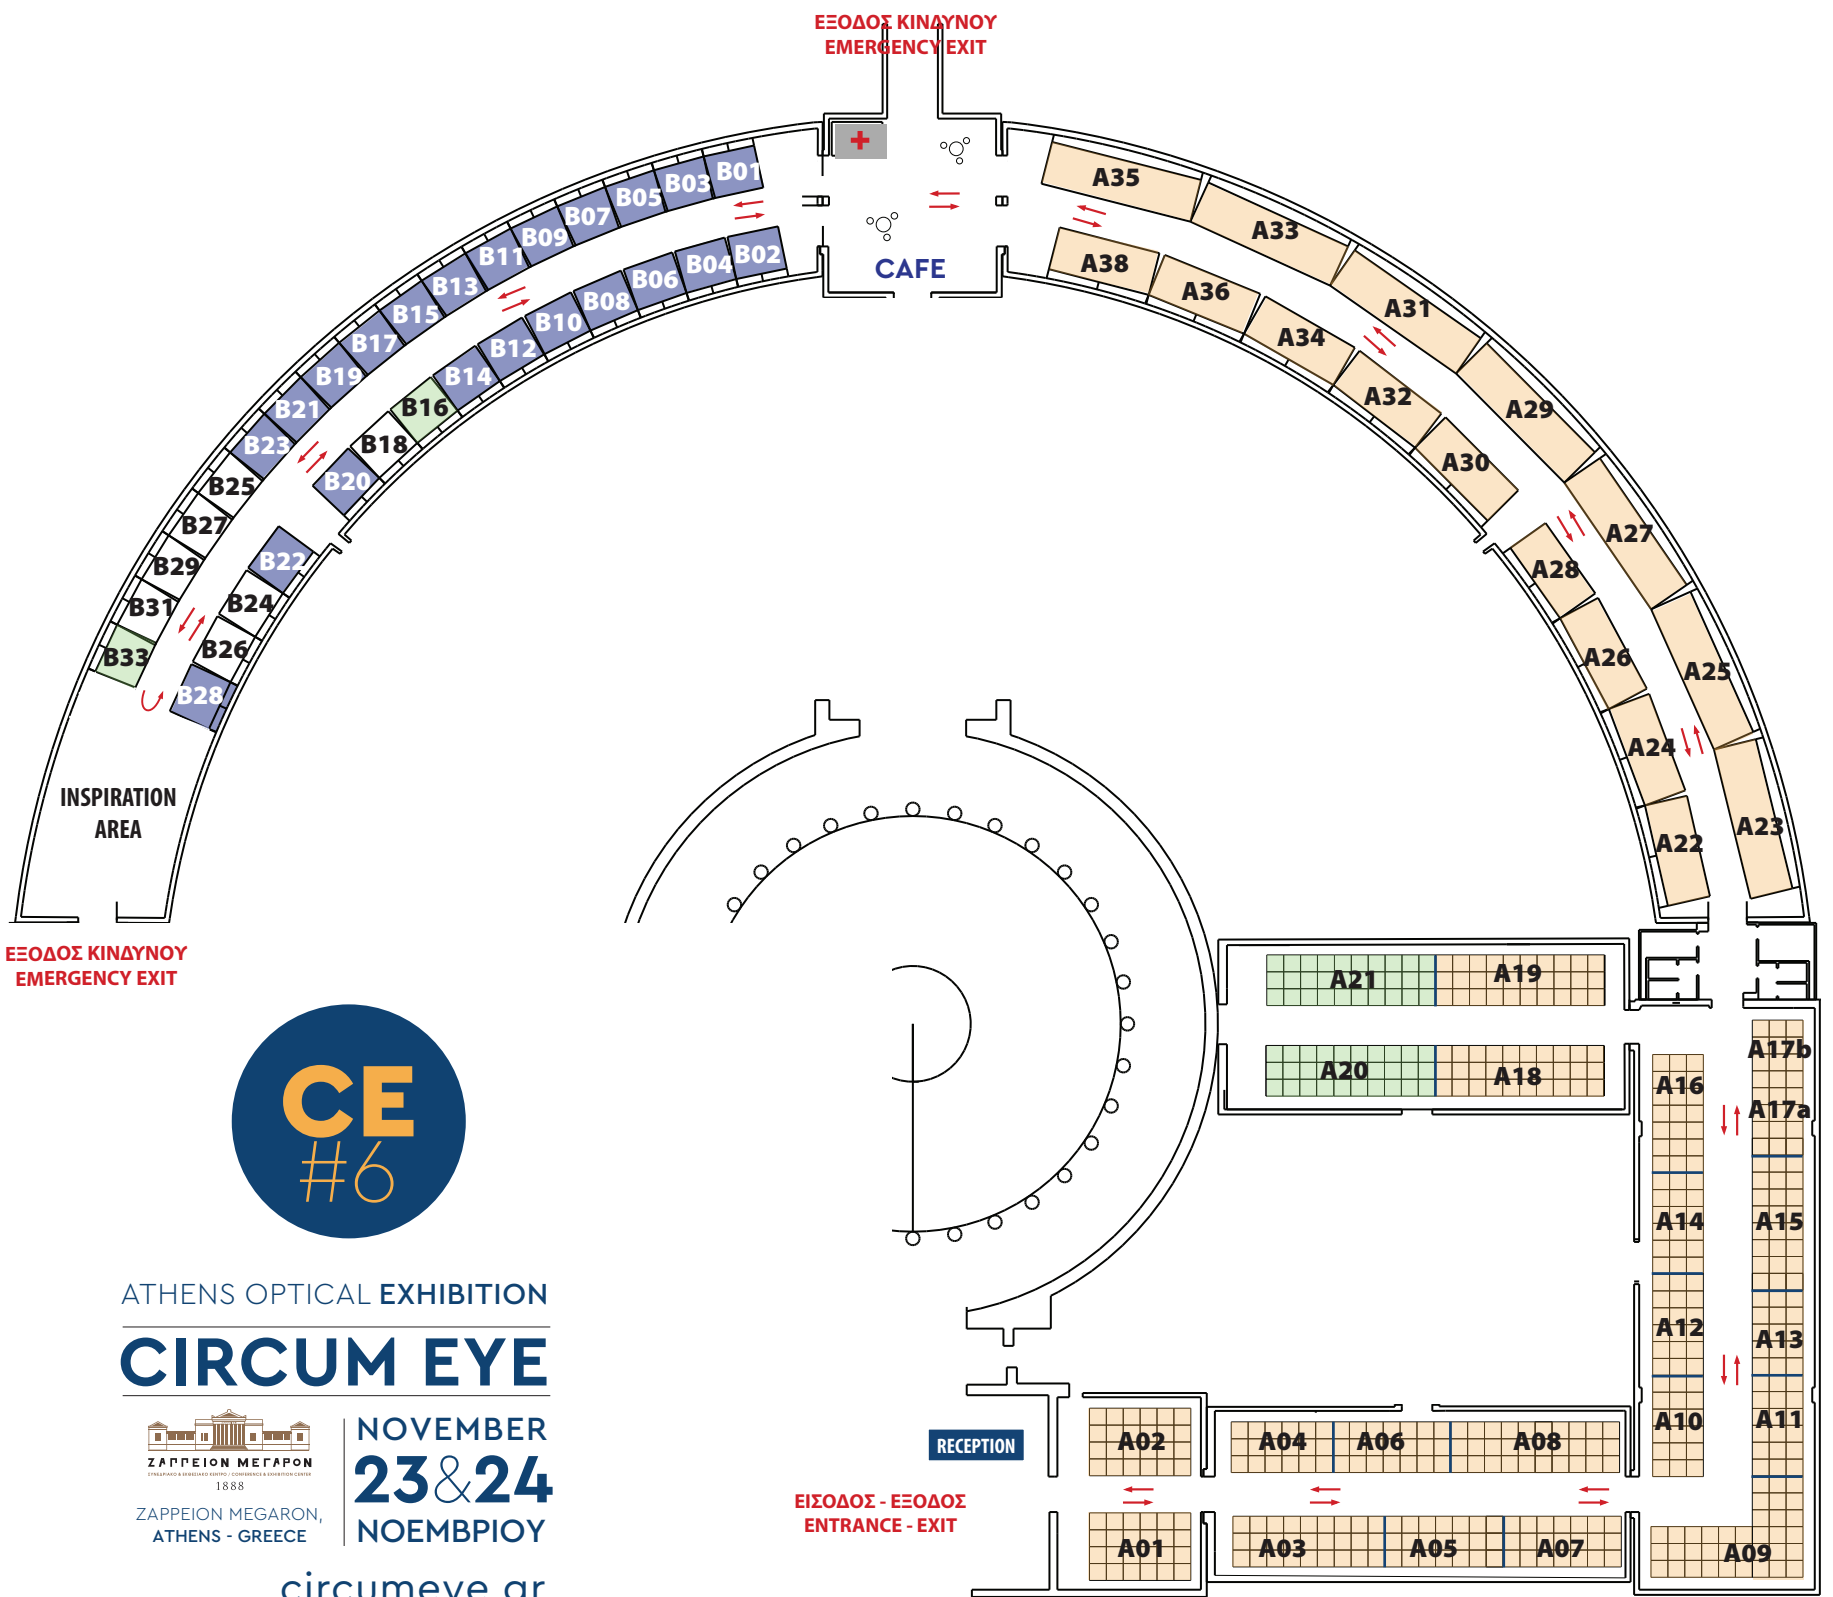 ΕΞΟΔΟΣ ΚΙΝΔΥΝΟΥ
EMERGENCY EXIT
B01
B03
B05
B07
B09
B11
B13
B15
B17
B19
B21
B23
B25
B27
B29
B31
B33
B02
B04
B06
B08
B10
B12
B14
B16
B18
B20
B22
B24
B26
B28
CAFE
A35
A33
A31
A29
A27
A25
A23
A38
A36
A34
A32
A30
A28
A26
A24
A22
INSPIRATION
AREA
ΕΞΟΔΟΣ ΚΙΝΔΥΝΟΥ
EMERGENCY EXIT
A21
A19
A20
A18
A17b
A16
A17a
A14
A15
A12
A13
A10
A11
A02
A04
A06
A08
A01
A03
A05
A07
A09
RECEPTION
ΕΙΣΟΔΟΣ - ΕΞΟΔΟΣ
ENTRANCE - EXIT
CE
#6
ATHENS OPTICAL EXHIBITION
CIRCUM EYE
ΖΑΠΠΕΙΟΝ ΜΕΓΑΡΟΝ
1888
ZAPPEION MEGARON,
ATHENS - GREECE
NOVEMBER
23&24
ΝΟΕΜΒΡΙΟΥ
circumeye.gr